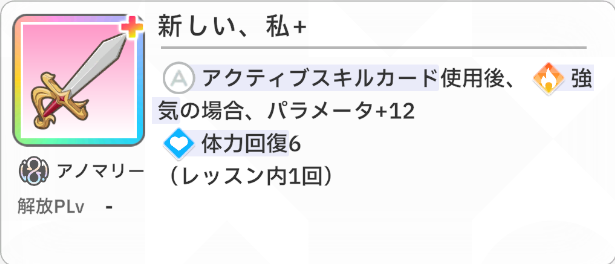 新しい、私+
Ⓐアクティブスキルカード使用後、強
気の場合、パラメータ+12
体力回復6
（レッスン内1回）
アノマリー
解放PLv -